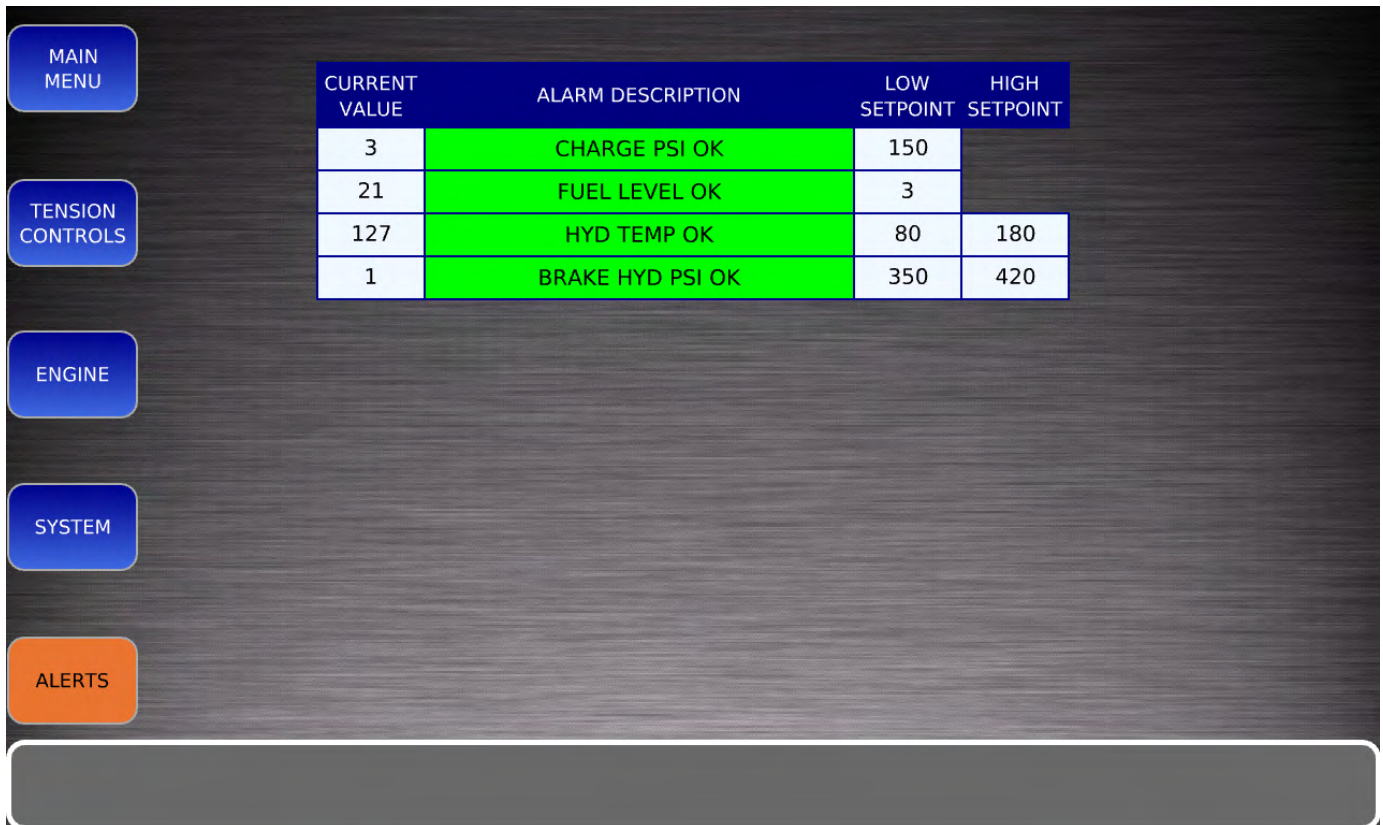 MAIN
MENU
TENSION
CONTROLS
ENGINE
SYSTEM
ALERTS
CURRENT
VALUE
ALARM DESCRIPTION
LOW
SETPOINT
HIGH
SETPOINT
3 CHARGE PSI OK 150
21 FUEL LEVEL OK 3
127 HYD TEMP OK 80 180
1 BRAKE HYD PSI OK 350 420